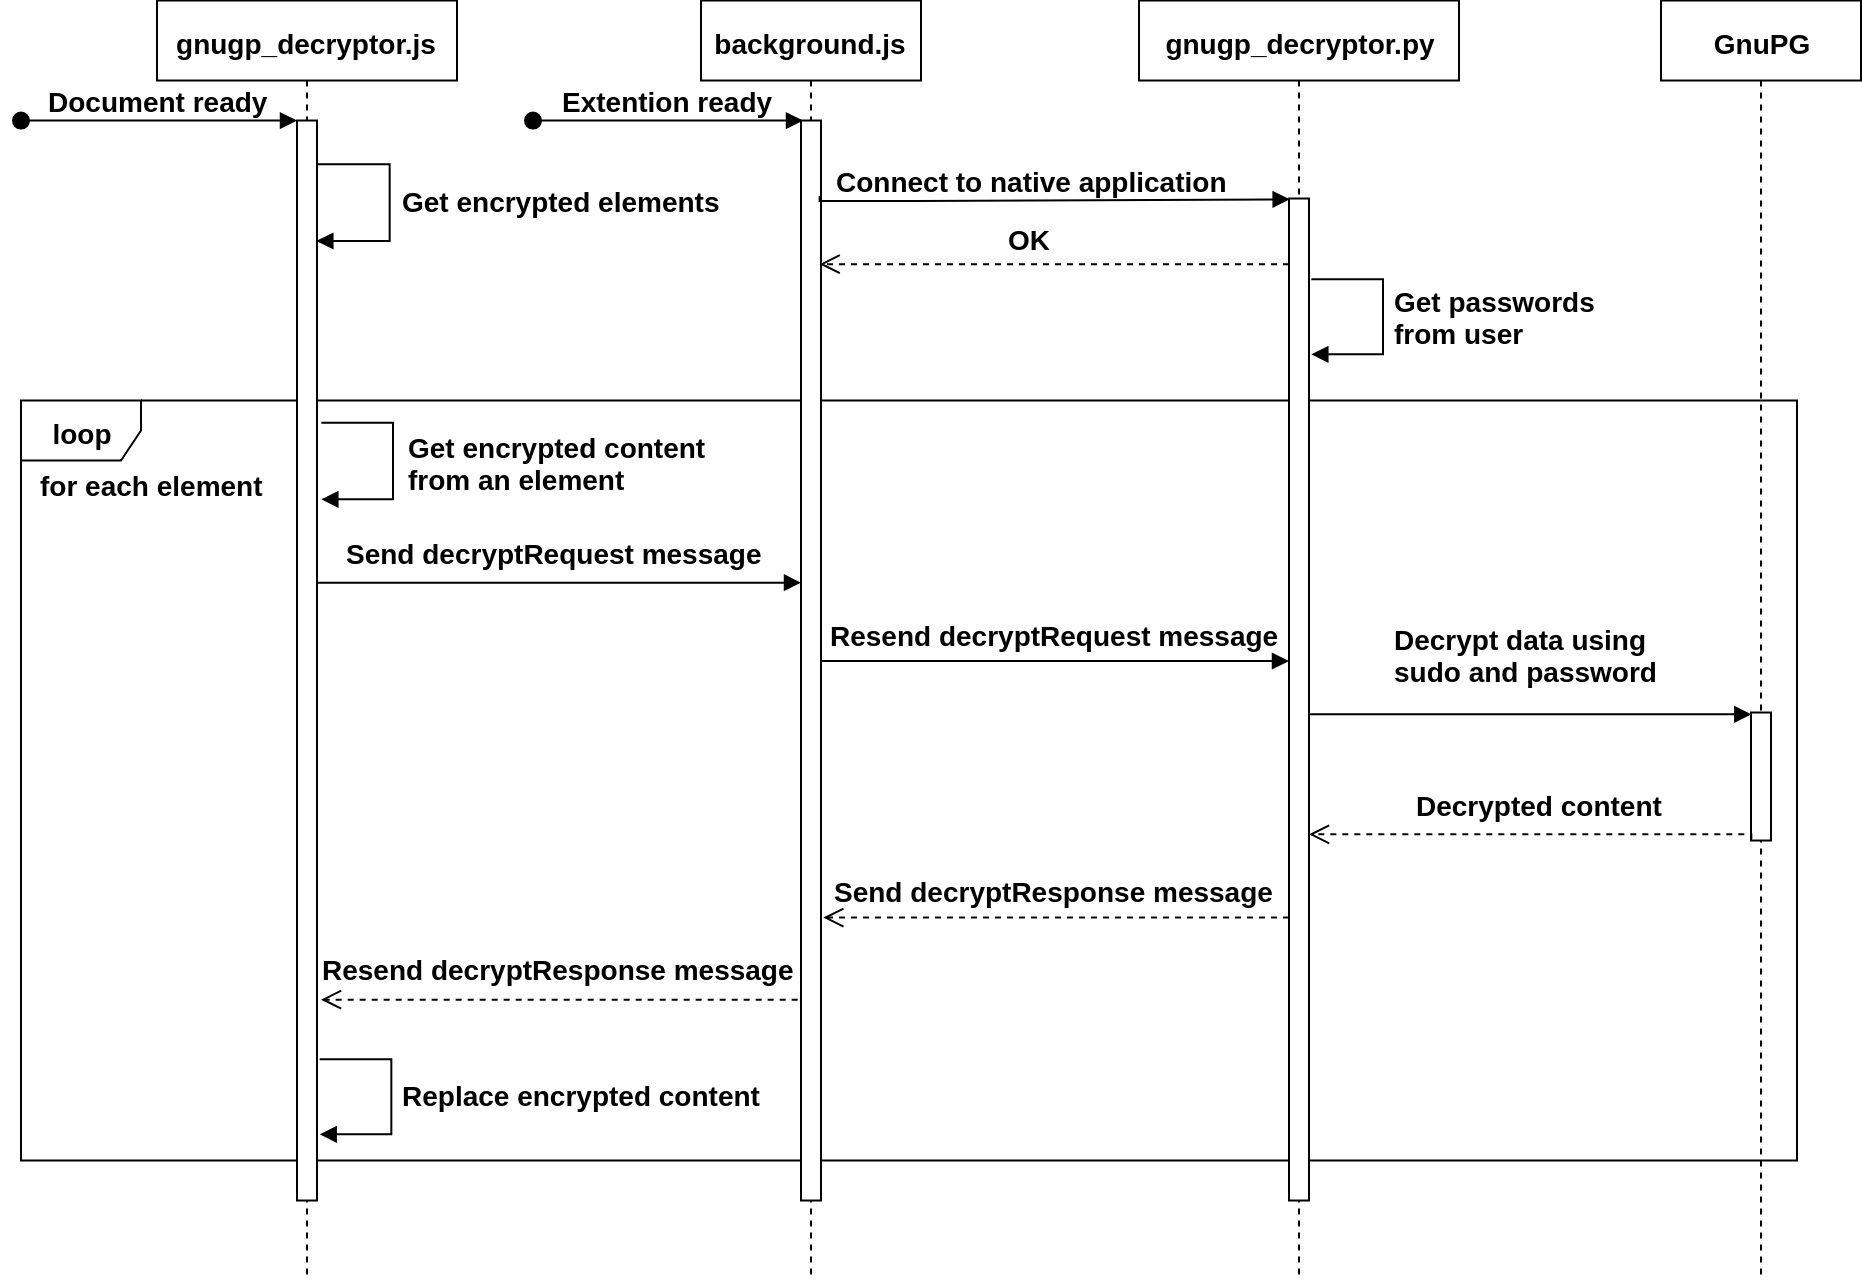 gnugp_decryptor.js
background.js
gnugp_decryptor.py
GnuPG
Document ready
Extention ready
Get encrypted elements
Connect to native application
OK
Get passwords
from user
loop
for each element
Get encrypted content
from an element
Send decryptRequest message
Resend decryptRequest message
Decrypt data using
sudo and password
Decrypted content
Send decryptResponse message
Resend decryptResponse message
Replace encrypted content